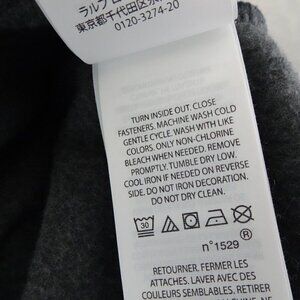 ラルフ
東京都千代田区永
0120-3274-20
TURN INSIDE OUT. CLOSE
FASTENERS. MACHINE WASH COLD
GENTLE CYCLE. WASH WITH LIKE
COLORS. ONLY NON-CHLORINE
BLEACH WHEN NEEDED. REMOVE
PROMPTLY. TUMBLE DRY LOW.
COOL IRON IF NEEDED ON REVERSE
SIDE. DO NOT IRON DECORATION.
DO NOT DRY CLEAN.
30
n°1529 ®
RETOURNER. FERMER LES
ATTACHES. LAVER AVEC DES
COULEURS SEMBLABLES. LAVER